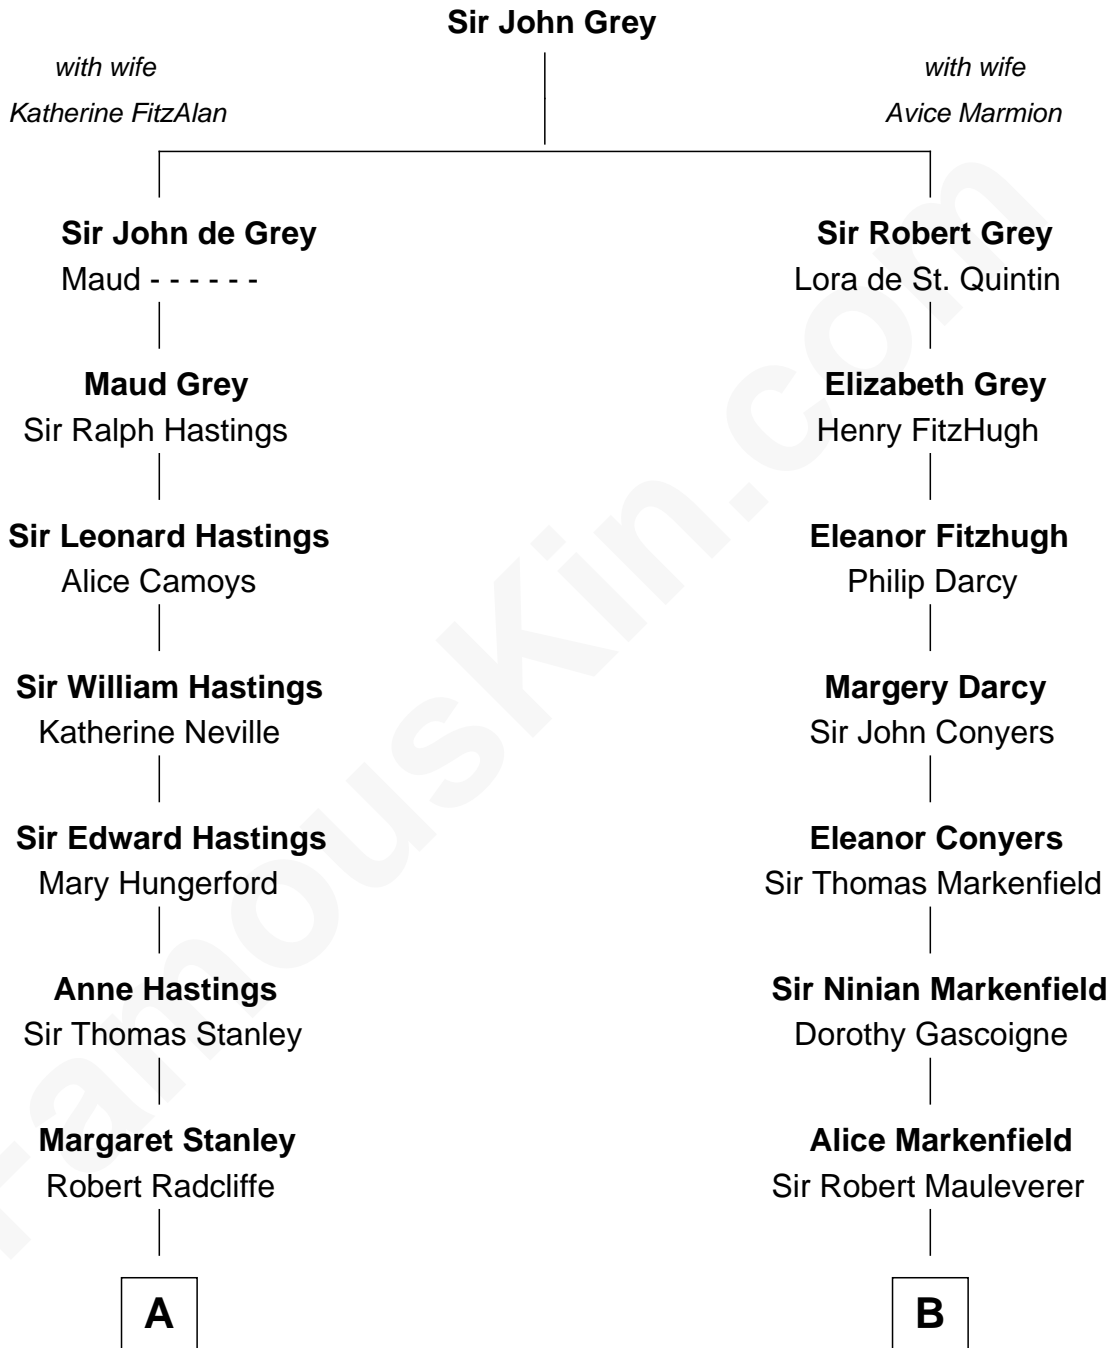 Sir John Grey
with wife
Katherine FitzAlan
with wife
Avice Marmion
Sir John de Grey
Maud - - - - - -
Sir Robert Grey
Lora de St. Quintin
Maud Grey
Sir Ralph Hastings
Elizabeth Grey
Henry FitzHugh
Sir Leonard Hastings
Alice Camoys
Eleanor Fitzhugh
Philip Darcy
Sir William Hastings
Katherine Neville
Margery Darcy
Sir John Conyers
Sir Edward Hastings
Mary Hungerford
Eleanor Conyers
Sir Thomas Markenfield
Anne Hastings
Sir Thomas Stanley
Sir Ninian Markenfield
Dorothy Gascoigne
Margaret Stanley
Robert Radcliffe
Alice Markenfield
Sir Robert Mauleverer
A
B
FamousKin.com